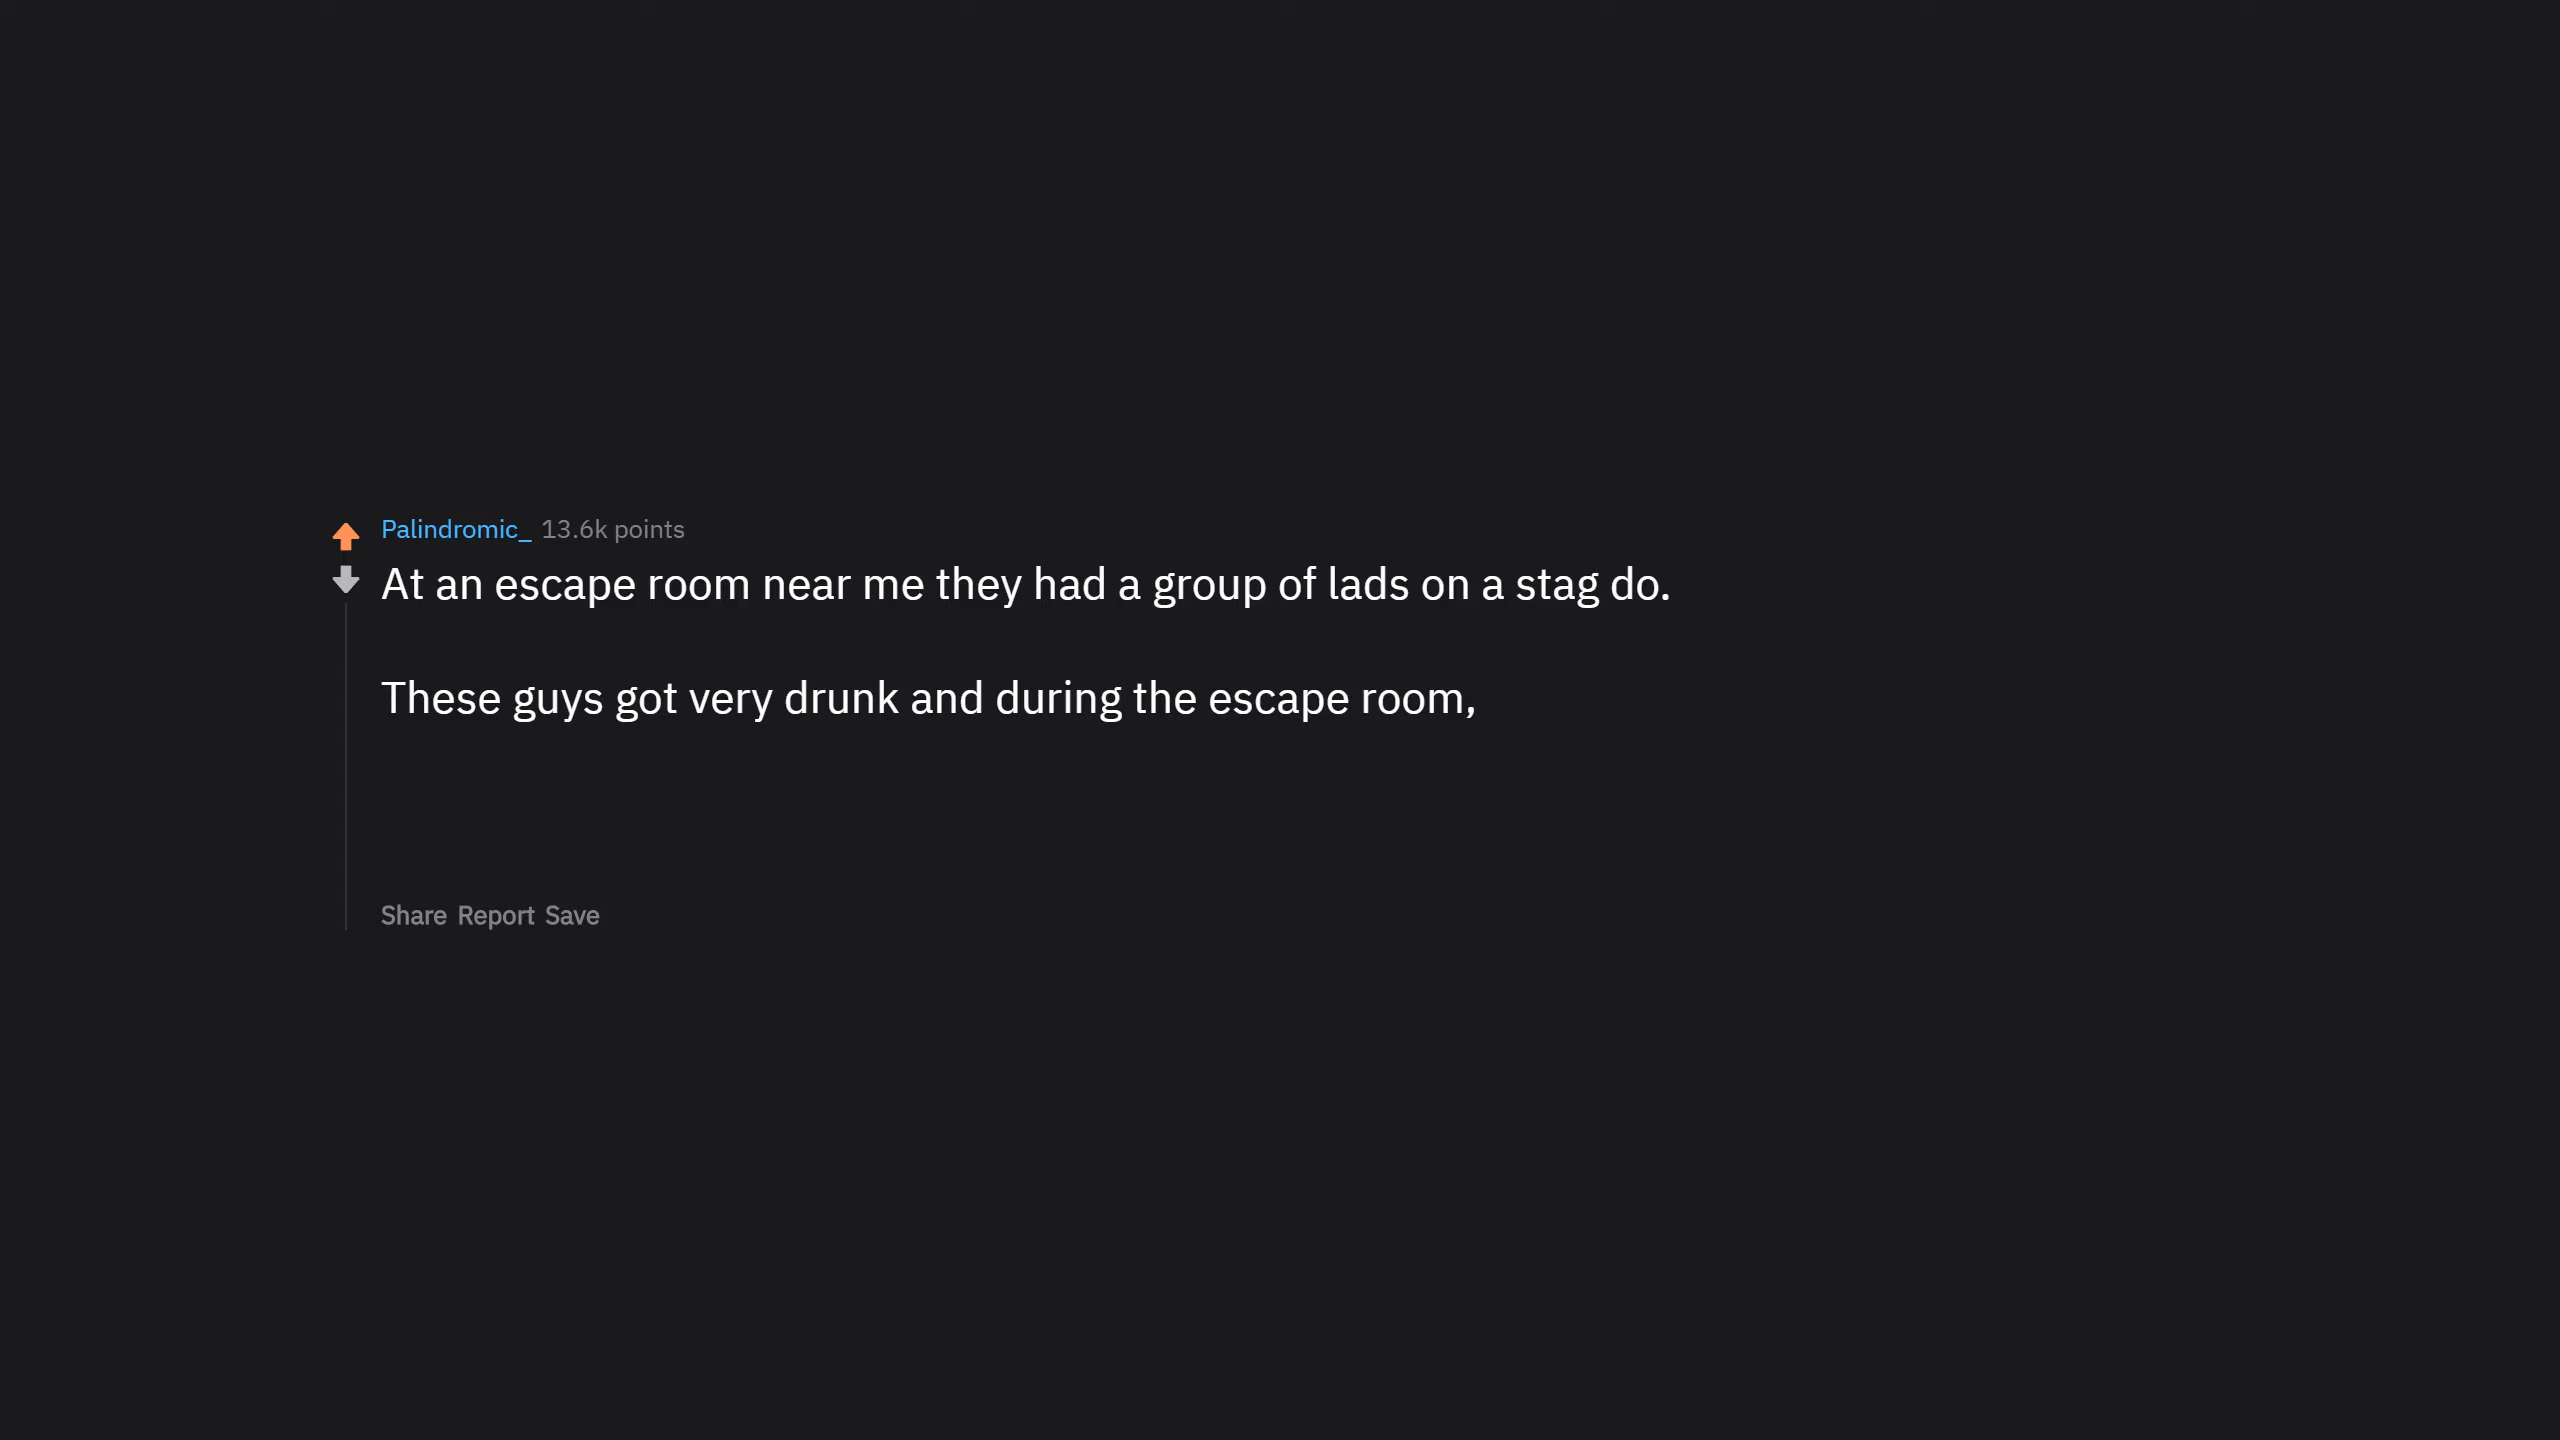 Palindromic_ 13.6k points
At an escape room near me they had a group of lads on a stag do.
These guys got very drunk and during the escape room,
Share Report Save